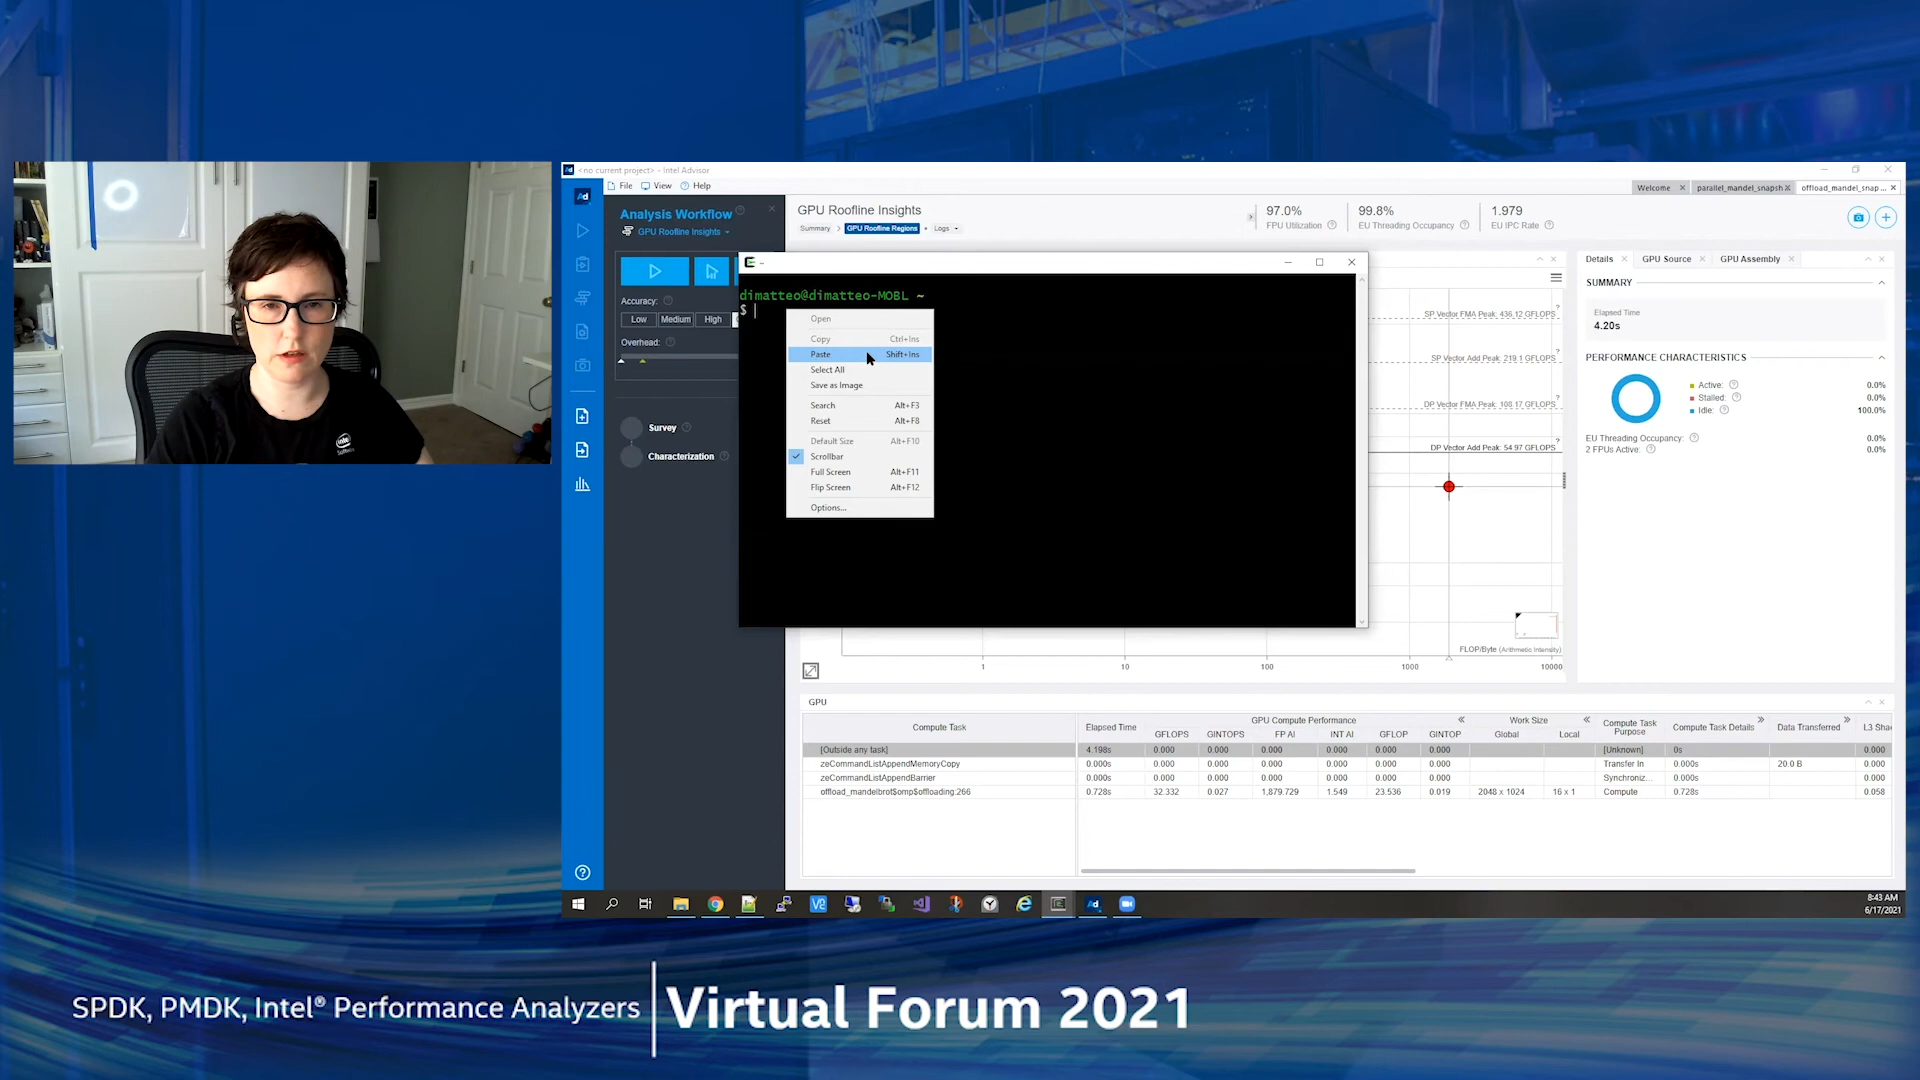 <no current project> - Intel Advisor
File View Help
Welcome parallel_mandel_snapsh offload_mandel_snap ...
Analysis Workflow
GPU Roofline Insights
GPU Roofline Insights
Summary GPU Roofline Regions Logs
97.0%
FPU Utilization
99.8%
EU Threading Occupancy
1.979
EU IPC Rate
Accuracy:
Low Medium High
Overhead:
Survey
Characterization
dimatteo@dimatteo-MOBL ~
$
Open
Copy Ctrl+Ins
Paste Shift+Ins
Select All
Save as Image
Search Alt+F3
Reset Alt+F8
Default Size Alt+F10
Scrollbar
Full Screen Alt+F11
Flip Screen Alt+F12
Options...
SP Vector FMA Peak: 436.12 GFLOPS
SP Vector Add Peak: 219.1 GFLOPS
DP Vector FMA Peak: 108.17 GFLOPS
DP Vector Add Peak: 54.97 GFLOPS
FLOP/Byte (Arithmetic Intensity)
1 10 100 1000 10000
Details GPU Source GPU Assembly
SUMMARY
Elapsed Time
4.20s
PERFORMANCE CHARACTERISTICS
Active: 0.0%
Stalled: 0.0%
Idle: 100.0%
EU Threading Occupancy: 0.0%
2 FPUs Active: 0.0%
GPU
Compute Task Elapsed Time GPU Compute Performance Work Size Compute Task Purpose Compute Task Details Data Transferred L3 Sha
GFLOPS GINTOPS FP AI INT AI GFLOP GINTOP Global Local
[Outside any task] 4.198s 0.000 0.000 0.000 0.000 0.000 0.000 [Unknown] 0s 0.000
zeCommandListAppendMemoryCopy 0.000s 0.000 0.000 0.000 0.000 0.000 0.000 Transfer In 0.000s 20.0 B 0.000
zeCommandListAppendBarrier 0.000s 0.000 0.000 0.000 0.000 0.000 0.000 Synchroniz... 0.000s 0.000
offload_mandelbrot$omp$offloading:266 0.728s 32.332 0.027 1,879.729 1.549 23.536 0.019 2048 x 1024 16 x 1 Compute 0.728s 0.058
8:43 AM
6/17/2021
intel
Software
SPDK, PMDK, Intel® Performance Analyzers
Virtual Forum 2021